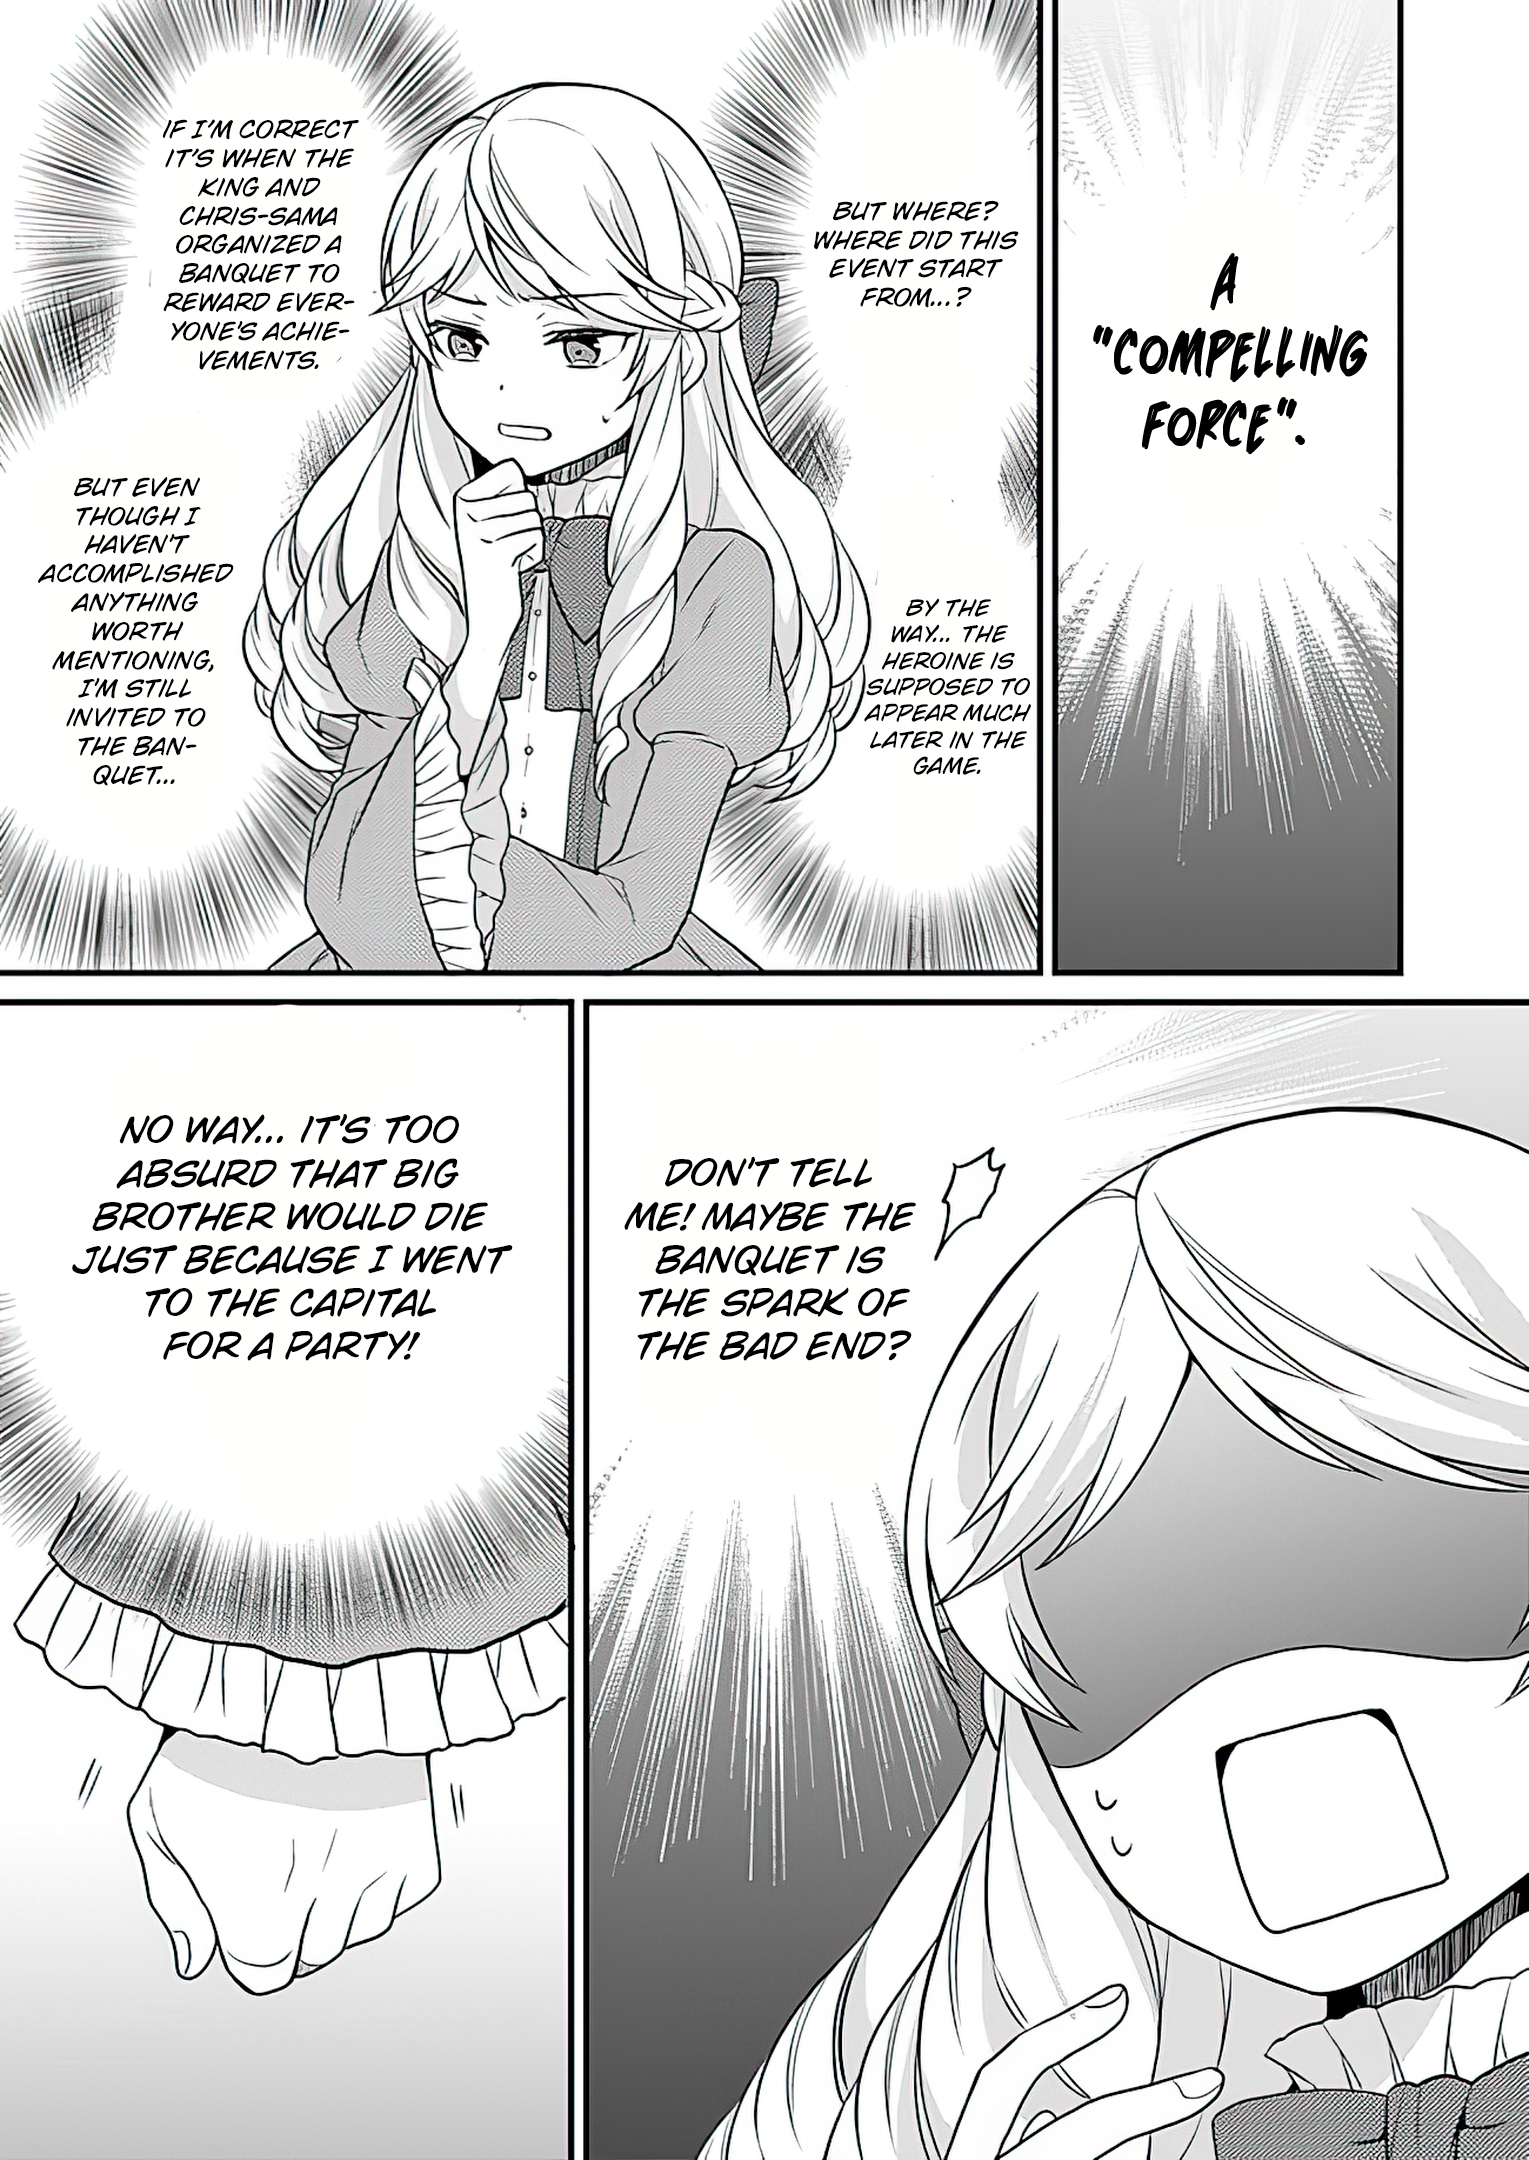 A
"COMPELLING
FORCE".
BUT WHERE?
WHERE DID THIS
EVENT START
FROM...?
BY THE
WAY... THE
HEROINE IS
SUPPOSED TO
APPEAR MUCH
LATER IN THE
GAME.
IF I'M CORRECT
IT'S WHEN THE
KING AND
CHRIS-SAMA
ORGANIZED A
BANQUET TO
REWARD EVER-
YONE'S ACHIE-
VEMENTS.
BUT EVEN
THOUGH I
HAVEN'T
ACCOMPLISHED
ANYTHING
WORTH
MENTIONING,
I'M STILL
INVITED TO
THE BAN-
QUET...
DON'T TELL
ME! MAYBE THE
BANQUET IS
THE SPARK OF
THE BAD END?
NO WAY... IT'S TOO
ABSURD THAT BIG
BROTHER WOULD DIE
JUST BECAUSE I WENT
TO THE CAPITAL
FOR A PARTY!